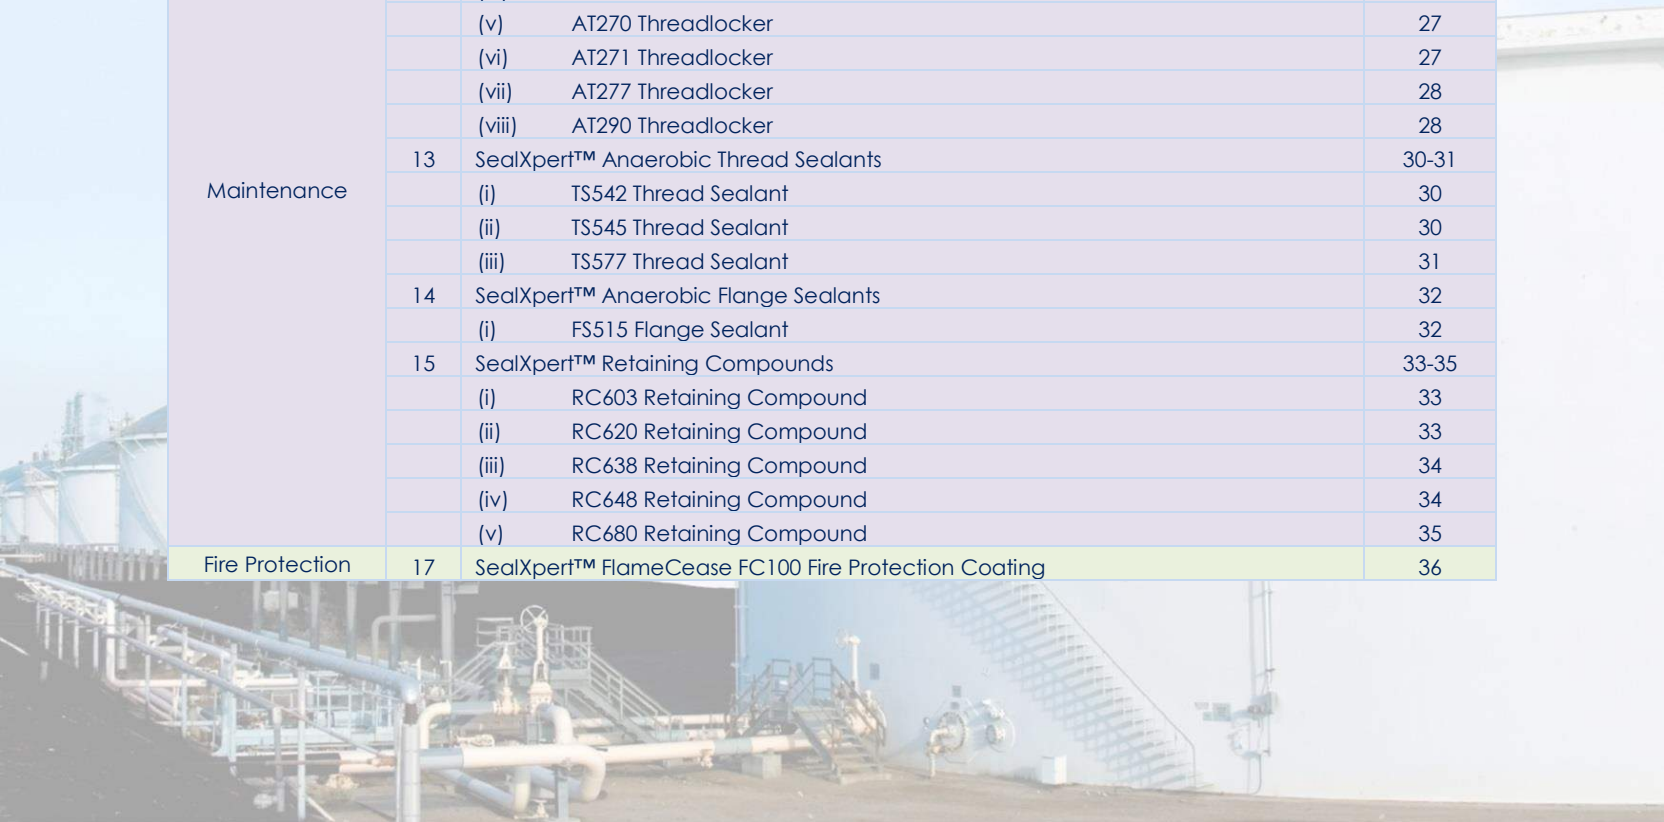 (v) AT270 Threadlocker 27
(vi) AT271 Threadlocker 27
(vii) AT277 Threadlocker 28
(viii) AT290 Threadlocker 28
13 SealXpert™ Anaerobic Thread Sealants 30-31
Maintenance (i) TS542 Thread Sealant 30
(ii) TS545 Thread Sealant 30
(iii) TS577 Thread Sealant 31
14 SealXpert™ Anaerobic Flange Sealants 32
(i) FS515 Flange Sealant 32
15 SealXpert™ Retaining Compounds 33-35
(i) RC603 Retaining Compound 33
(ii) RC620 Retaining Compound 33
(iii) RC638 Retaining Compound 34
(iv) RC648 Retaining Compound 34
(v) RC680 Retaining Compound 35
Fire Protection 17 SealXpert™ FlameCease FC100 Fire Protection Coating 36